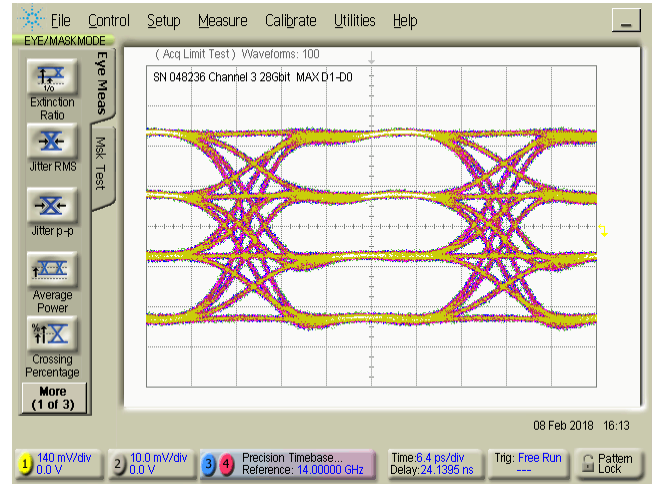 File Control Setup Measure Calibrate Utilities Help
EYE/MASKMODE
( Acq Limit Test ) Waveforms: 100
SN 048236 Channel 3 28Gbit MAX D1-D0
Eye Meas
Msk Test
1/0
Extinction
Ratio
Jitter RMS
Jitter p-p
Average
Power
%
Crossing
Percentage
More
(1 of 3)
08 Feb 2018 16:13
1 140 mV/div
0.0 V
2 10.0 mV/div
0.0 V
3 4 Precision Timebase...
Reference: 14.00000 GHz
Time:6.4 ps/div
Delay:24.1395 ns
Trig: Free Run
---
Pattern
Lock